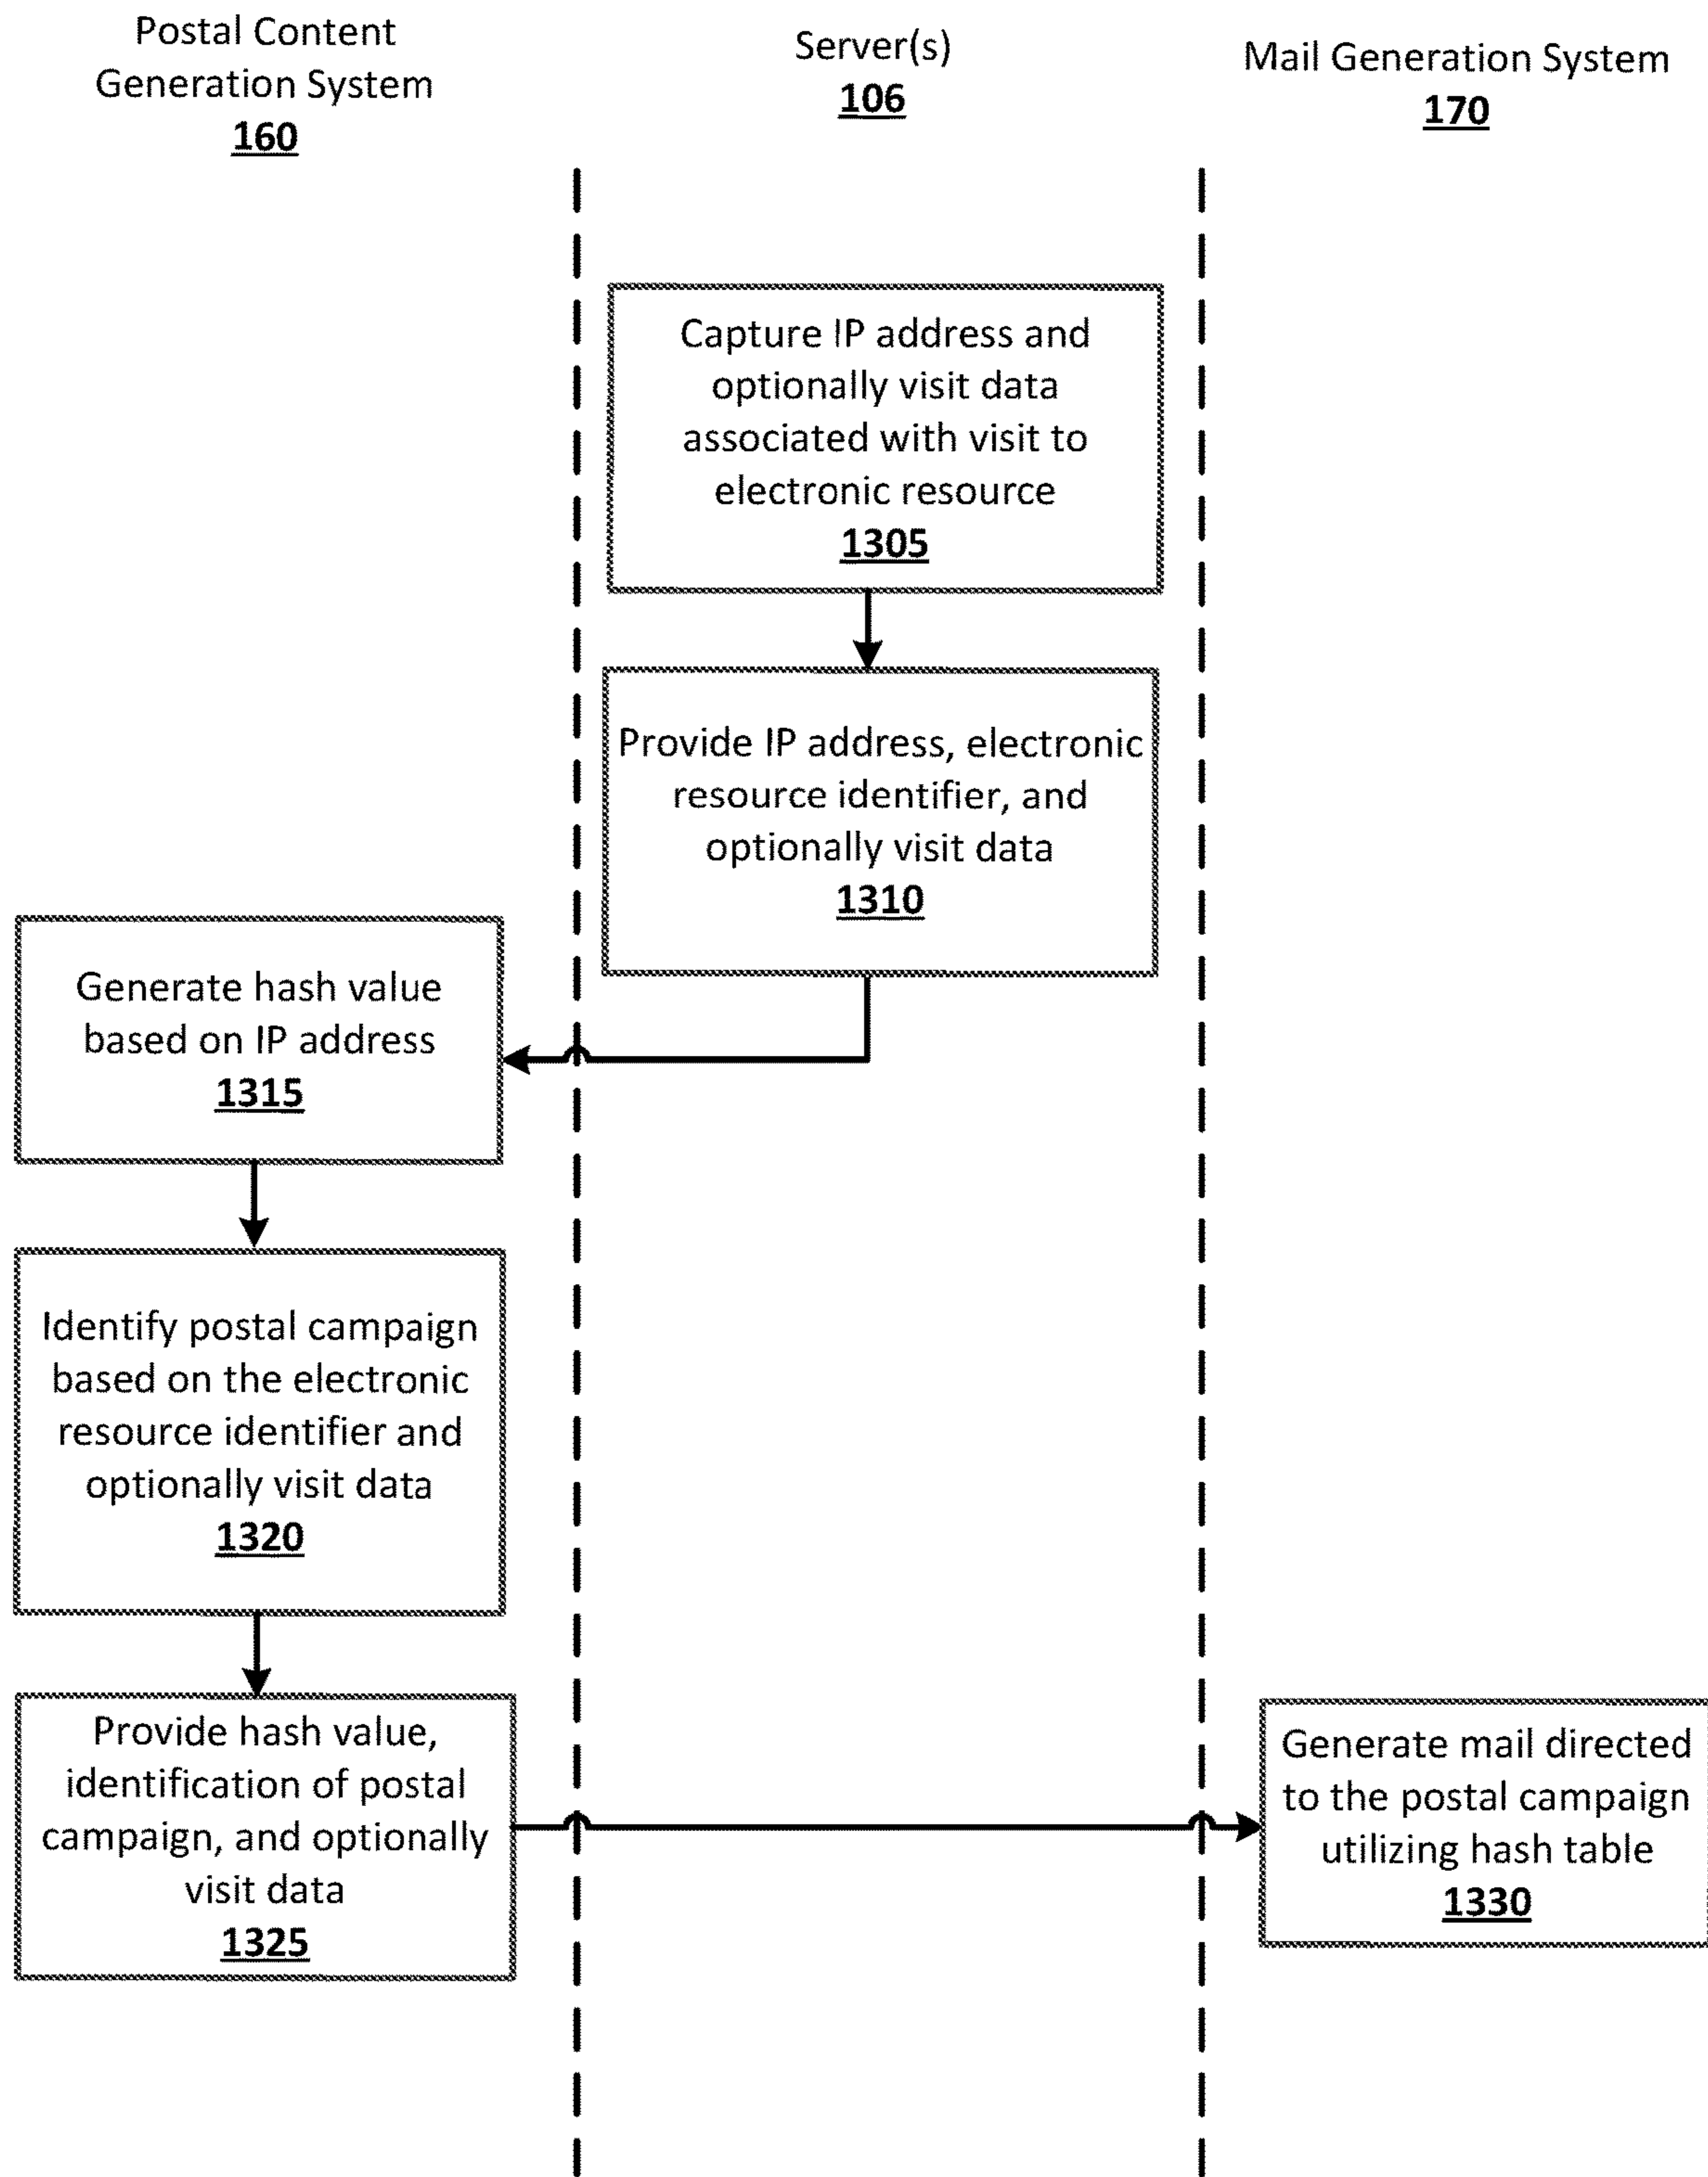 Postal Content
Generation System
160
Server(s)
106
Mail Generation System
170
Capture IP address and
optionally visit data
associated with visit to
electronic resource
1305
Provide IP address, electronic
resource identifier, and
optionally visit data
1310
Generate hash value
based on IP address
1315
Identify postal campaign
based on the electronic
resource identifier and
optionally visit data
1320
Provide hash value,
identification of postal
campaign, and optionally
visit data
1325
Generate mail directed
to the postal campaign
utilizing hash table
1330